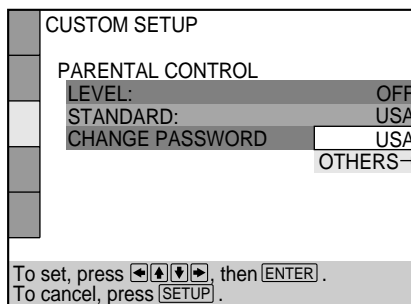 CUSTOM SETUP
PARENTAL CONTROL
LEVEL: OFF
STANDARD: USA
CHANGE PASSWORD USA
OTHERS
To set, press ←↑↓→, then ENTER.
To cancel, press SETUP.